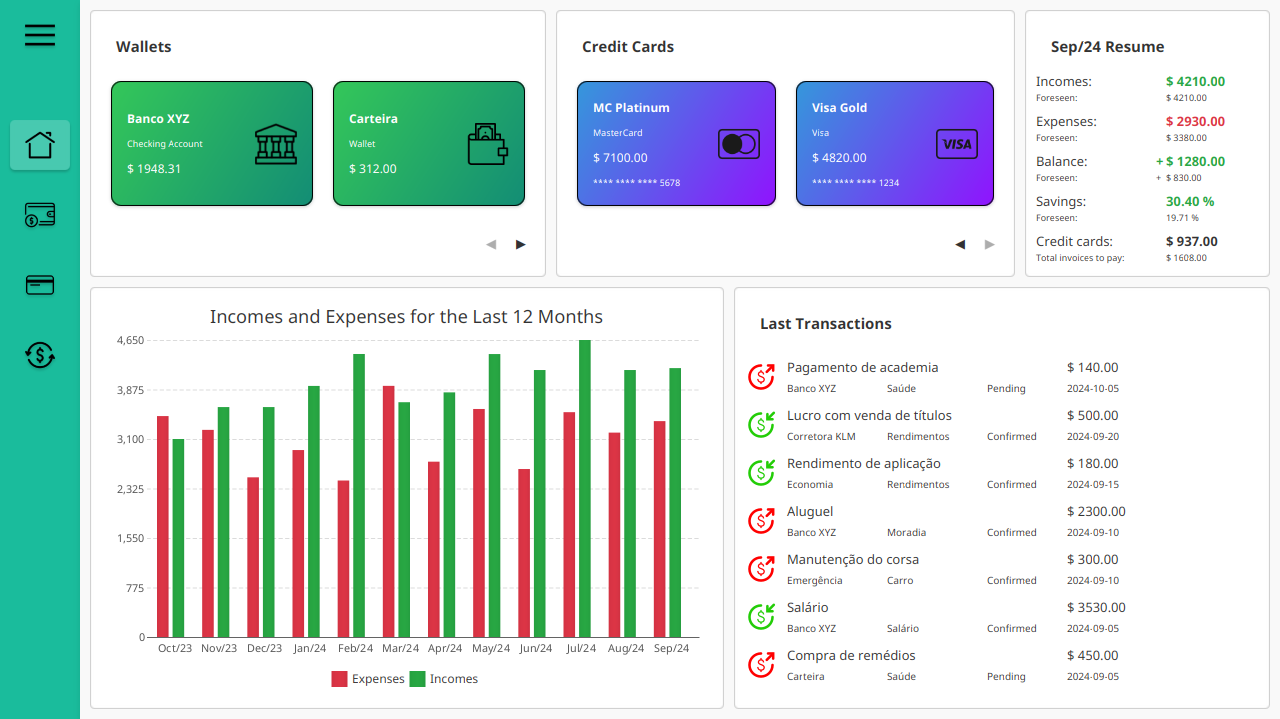 Wallets
Banco XYZ
Checking Account
$ 1948.31
Carteira
Wallet
$ 312.00
Credit Cards
MC Platinum
MasterCard
$ 7100.00
**** **** **** 5678
Visa Gold
Visa
$ 4820.00
**** **** **** 1234
VISA
Sep/24 Resume
Incomes: $ 4210.00
Foreseen: $ 4210.00
Expenses: $ 2930.00
Foreseen: $ 3380.00
Balance: + $ 1280.00
Foreseen: + $ 830.00
Savings: 30.40 %
Foreseen: 19.71 %
Credit cards: $ 937.00
Total invoices to pay: $ 1608.00
Incomes and Expenses for the Last 12 Months
4,650
3,875
3,100
2,325
1,550
775
0
Oct/23 Nov/23 Dec/23 Jan/24 Feb/24 Mar/24 Apr/24 May/24 Jun/24 Jul/24 Aug/24 Sep/24
Expenses Incomes
Last Transactions
Pagamento de academia $ 140.00
Banco XYZ Saúde Pending 2024-10-05
Lucro com venda de títulos $ 500.00
Corretora KLM Rendimentos Confirmed 2024-09-20
Rendimento de aplicação $ 180.00
Economia Rendimentos Confirmed 2024-09-15
Aluguel $ 2300.00
Banco XYZ Moradia Confirmed 2024-09-10
Manutenção do corsa $ 300.00
Emergência Carro Confirmed 2024-09-10
Salário $ 3530.00
Banco XYZ Salário Confirmed 2024-09-05
Compra de remédios $ 450.00
Carteira Saúde Pending 2024-09-05